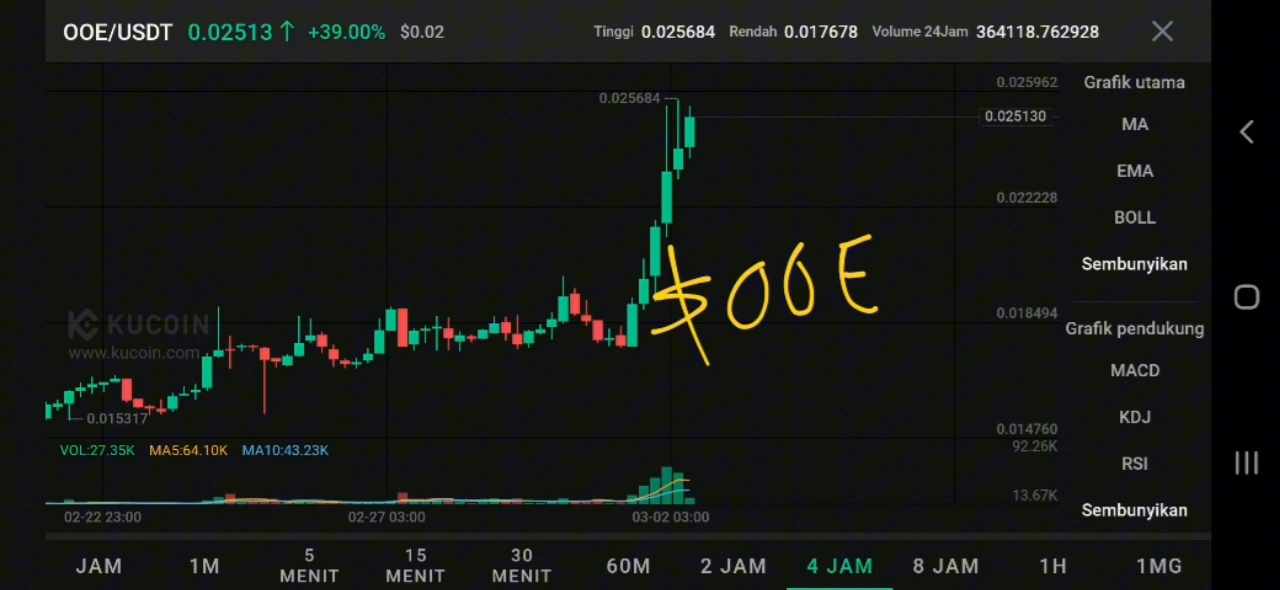 OOE/USDT 0.02513↑ +39.00% $0.02 Tinggi 0.025684 Rendah 0.017678 Volume 24Jam 364118.762928
Grafik utama
MA
EMA
BOLL
Sembunyikan
Grafik pendukung
MACD
KDJ
RSI
Sembunyikan
0.025962
0.025684
0.025130
0.022228
$OOE
0.018494
KUCOIN
www.kucoin.com
0.015317
0.014760
VOL:27.35K MA5:64.10K MA10:43.23K
92.26K
13.67K
02-22 23:00 02-27 03:00 03-02 03:00
JAM 1M 5 MENIT 15 MENIT 30 MENIT 60M 2 JAM 4 JAM 8 JAM 1H 1MG